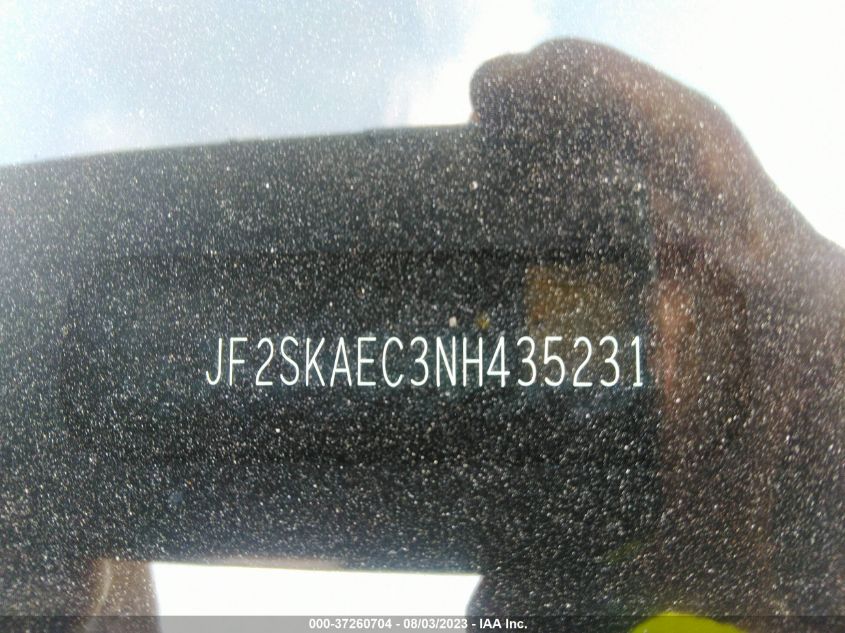 JF2SKAEC3NH435231
000-37260704 - 08/03/2023 - IAA Inc.